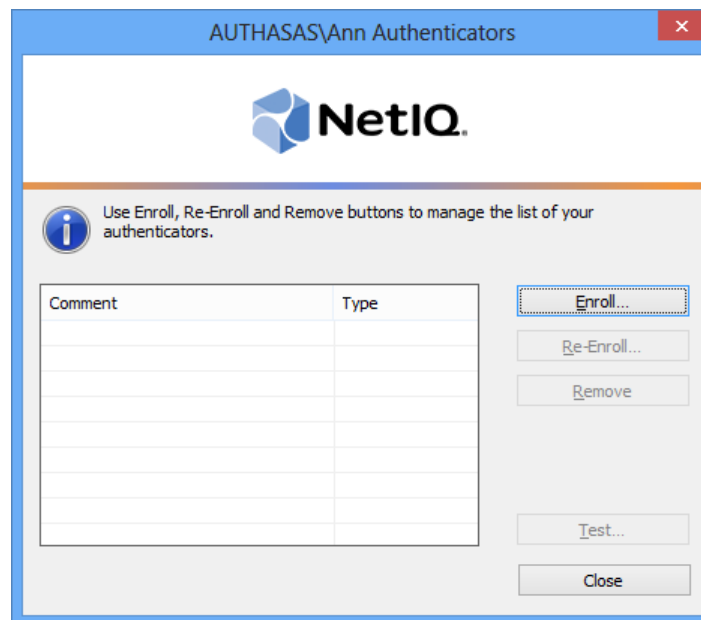 AUTHASAS\Ann Authenticators
NetIQ.
Use Enroll, Re-Enroll and Remove buttons to manage the list of your
authenticators.
Comment Type
Enroll...
Re-Enroll...
Remove
Test...
Close